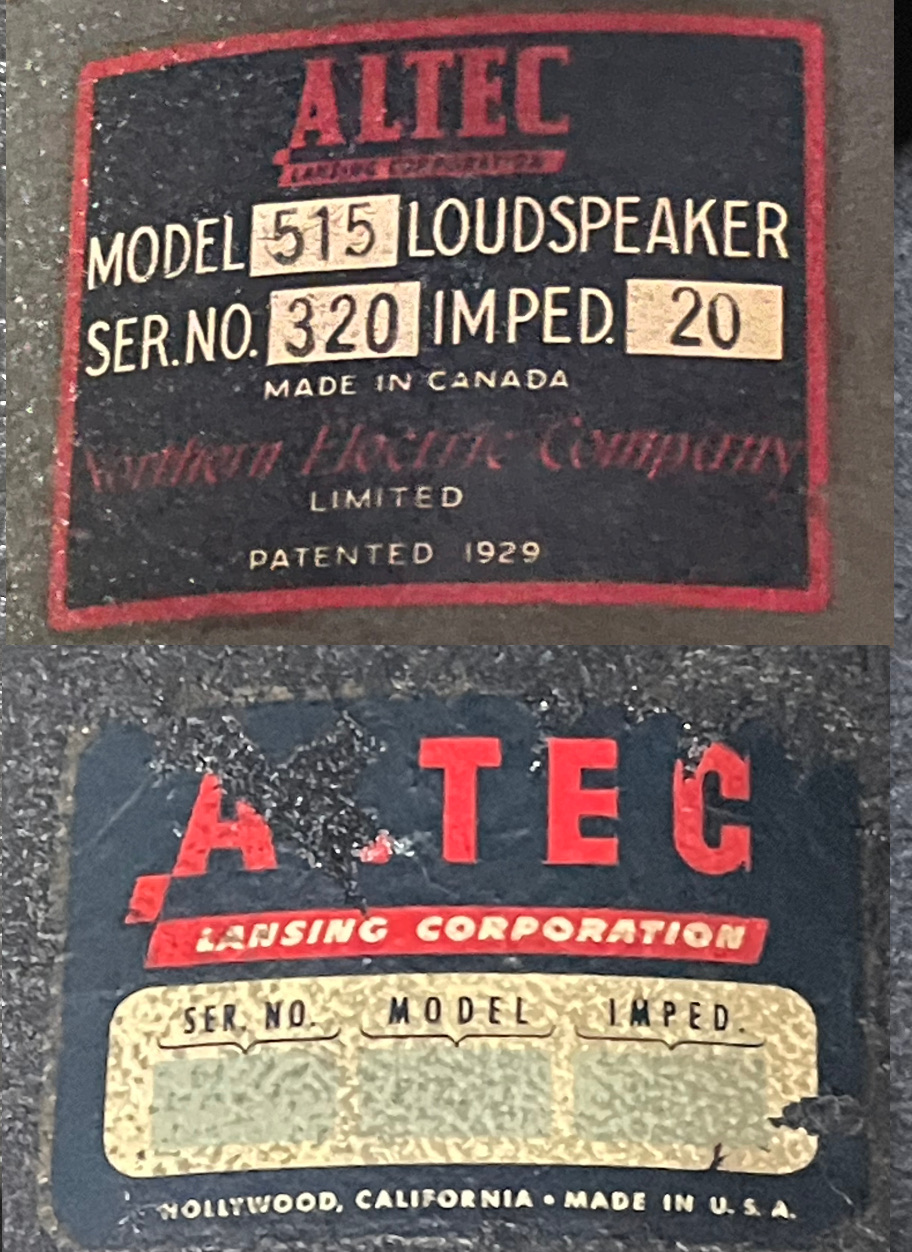 ALTEC
LANSING CORPORATION
MODEL 515 LOUDSPEAKER
SER.NO. 320 IMPED. 20
MADE IN CANADA
Northern Electric Company
LIMITED
PATENTED 1929
A TEC
LANSING CORPORATION
SER. NO. MODEL IMPED.
HOLLYWOOD, CALIFORNIA • MADE IN U. S. A.